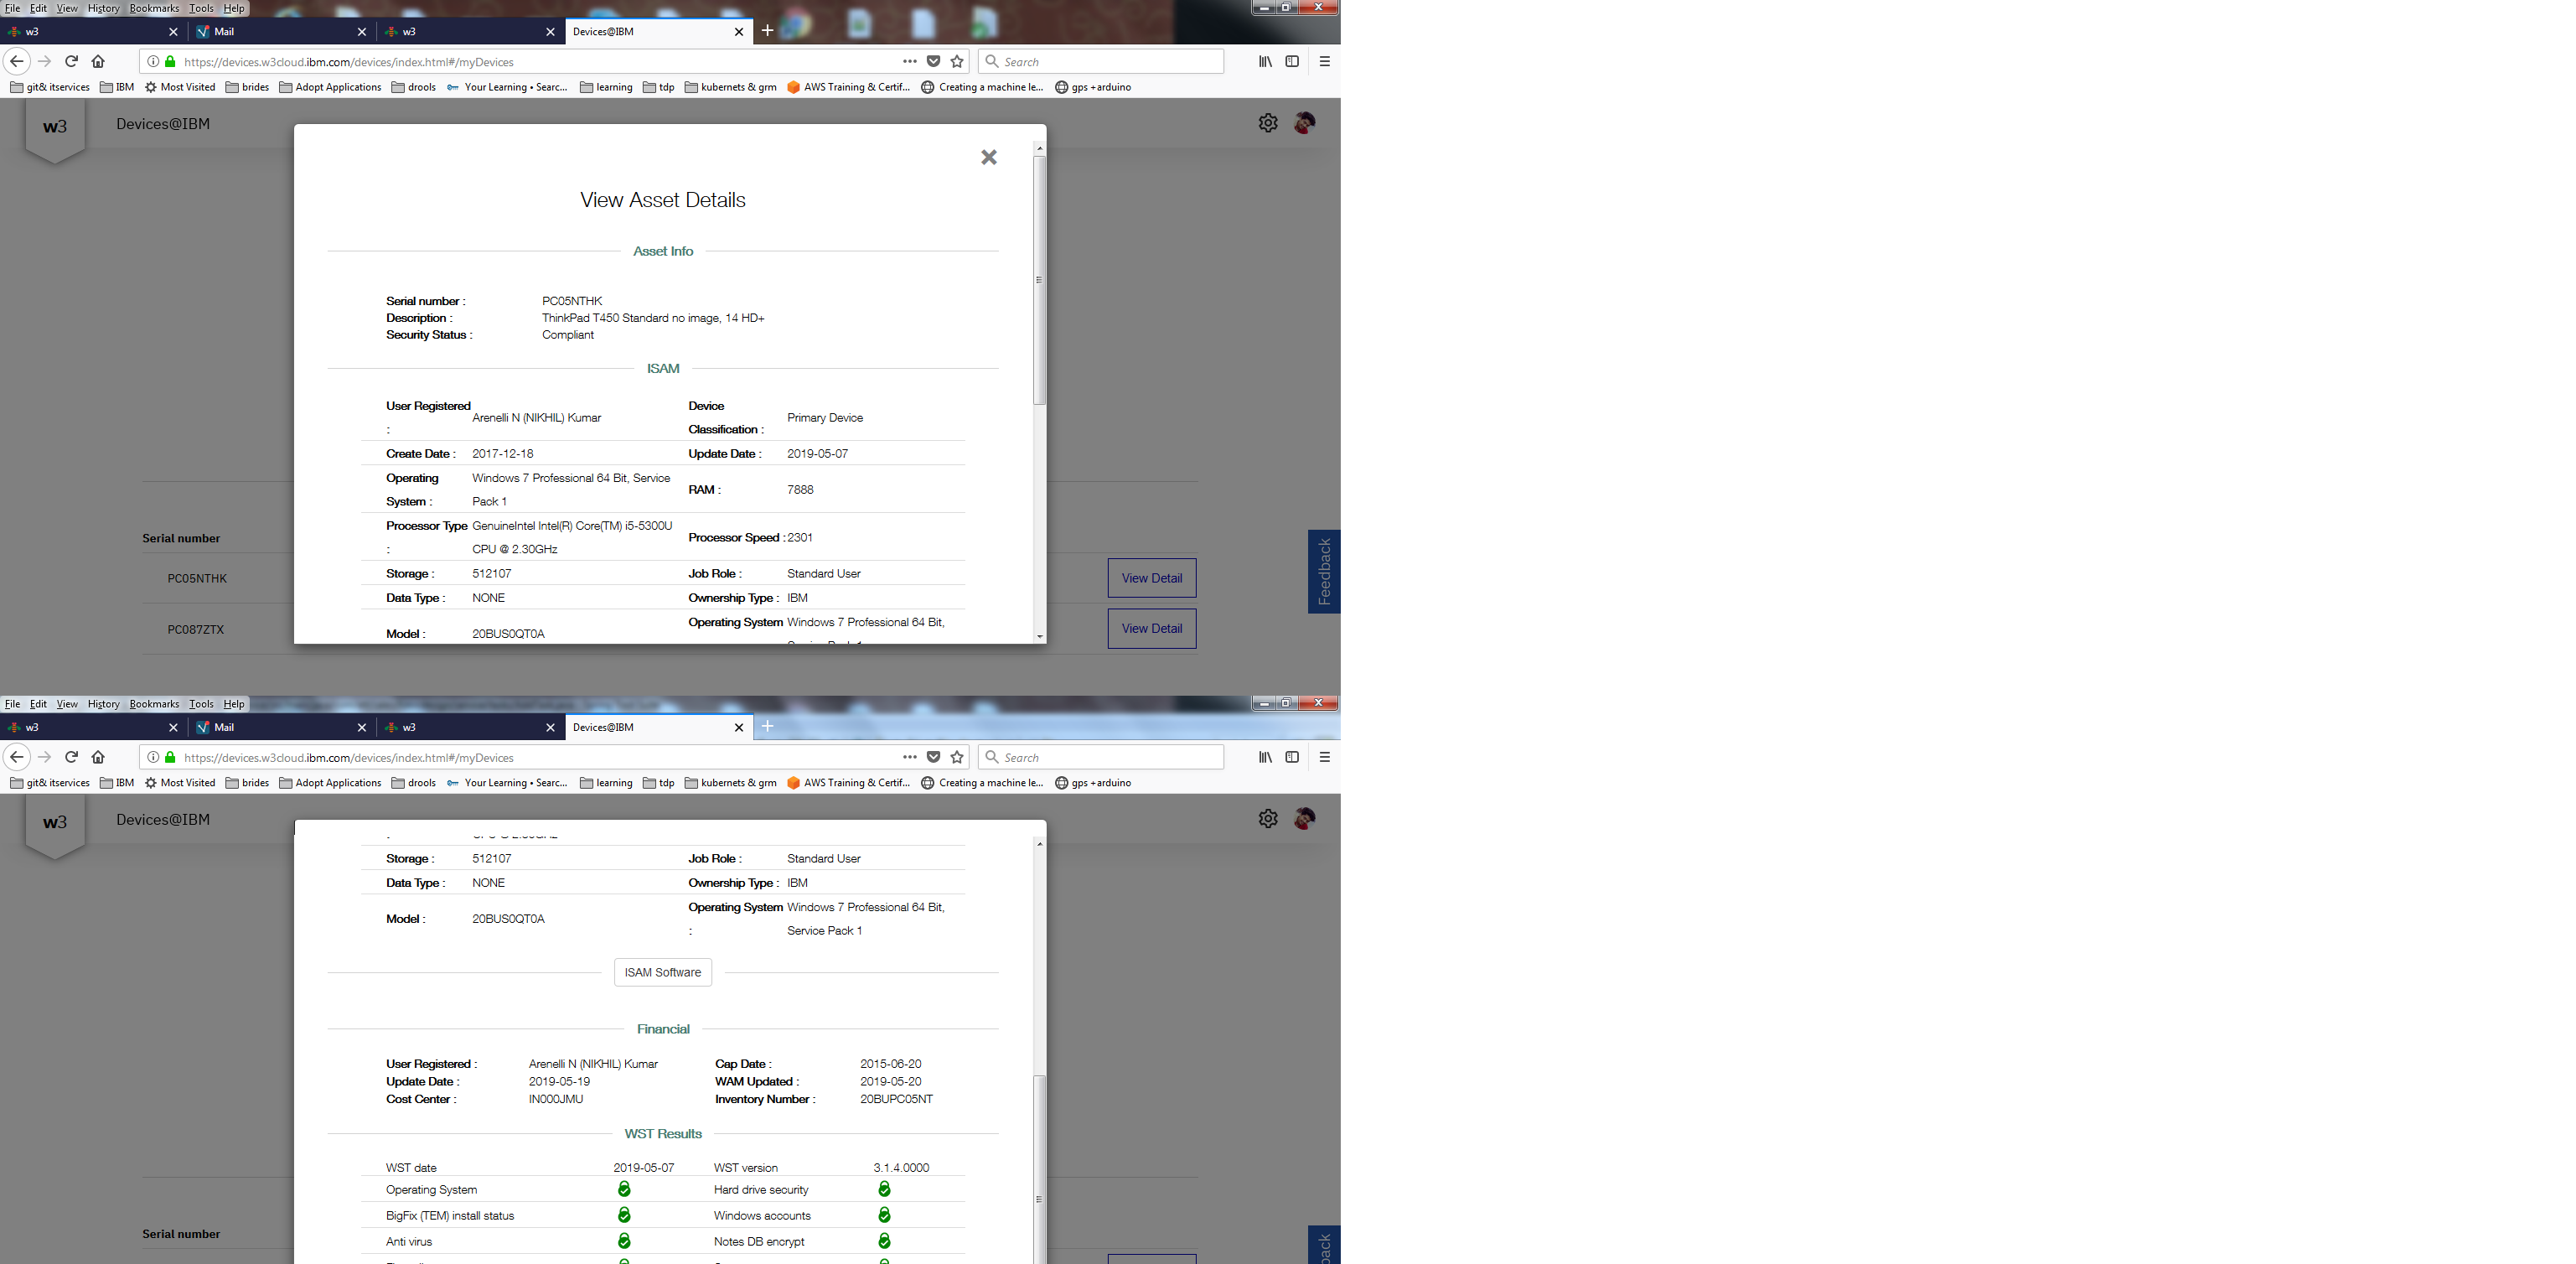 File Edit View History Bookmarks Tools Help
w3 Mail w3 Devices@IBM
https://devices.w3cloud.ibm.com/devices/index.html#/myDevices Search
git& itservices IBM Most Visited brides Adopt Applications drools Your Learning • Searc... learning tdp kubernets & grm AWS Training & Certif... Creating a machine le... gps +arduino
w3 Devices@IBM
View Asset Details
Asset Info
Serial number : PC05NTHK
Description : ThinkPad T450 Standard no image, 14 HD+
Security Status : Compliant
ISAM
User Registered : Arenelli N (NIKHIL) Kumar Device Classification : Primary Device
Create Date : 2017-12-18 Update Date : 2019-05-07
Operating System : Windows 7 Professional 64 Bit, Service Pack 1 RAM : 7888
Processor Type : GenuineIntel Intel(R) Core(TM) i5-5300U CPU @ 2.30GHz Processor Speed : 2301
Storage : 512107 Job Role : Standard User
Data Type : NONE Ownership Type : IBM
Model : 20BUS0QT0A Operating System Windows 7 Professional 64 Bit,
Serial number
PC05NTHK View Detail
PC087ZTX View Detail
Feedback
File Edit View History Bookmarks Tools Help
w3 Mail w3 Devices@IBM
https://devices.w3cloud.ibm.com/devices/index.html#/myDevices Search
git& itservices IBM Most Visited brides Adopt Applications drools Your Learning • Searc... learning tdp kubernets & grm AWS Training & Certif... Creating a machine le... gps +arduino
w3 Devices@IBM
Storage : 512107 Job Role : Standard User
Data Type : NONE Ownership Type : IBM
Model : 20BUS0QT0A Operating System : Windows 7 Professional 64 Bit, Service Pack 1
ISAM Software
Financial
User Registered : Arenelli N (NIKHIL) Kumar Cap Date : 2015-06-20
Update Date : 2019-05-19 WAM Updated : 2019-05-20
Cost Center : IN000JMU Inventory Number : 20BUPC05NT
WST Results
WST date 2019-05-07 WST version 3.1.4.0000
Operating System Hard drive security
BigFix (TEM) install status Windows accounts
Anti virus Notes DB encrypt
Serial number
back